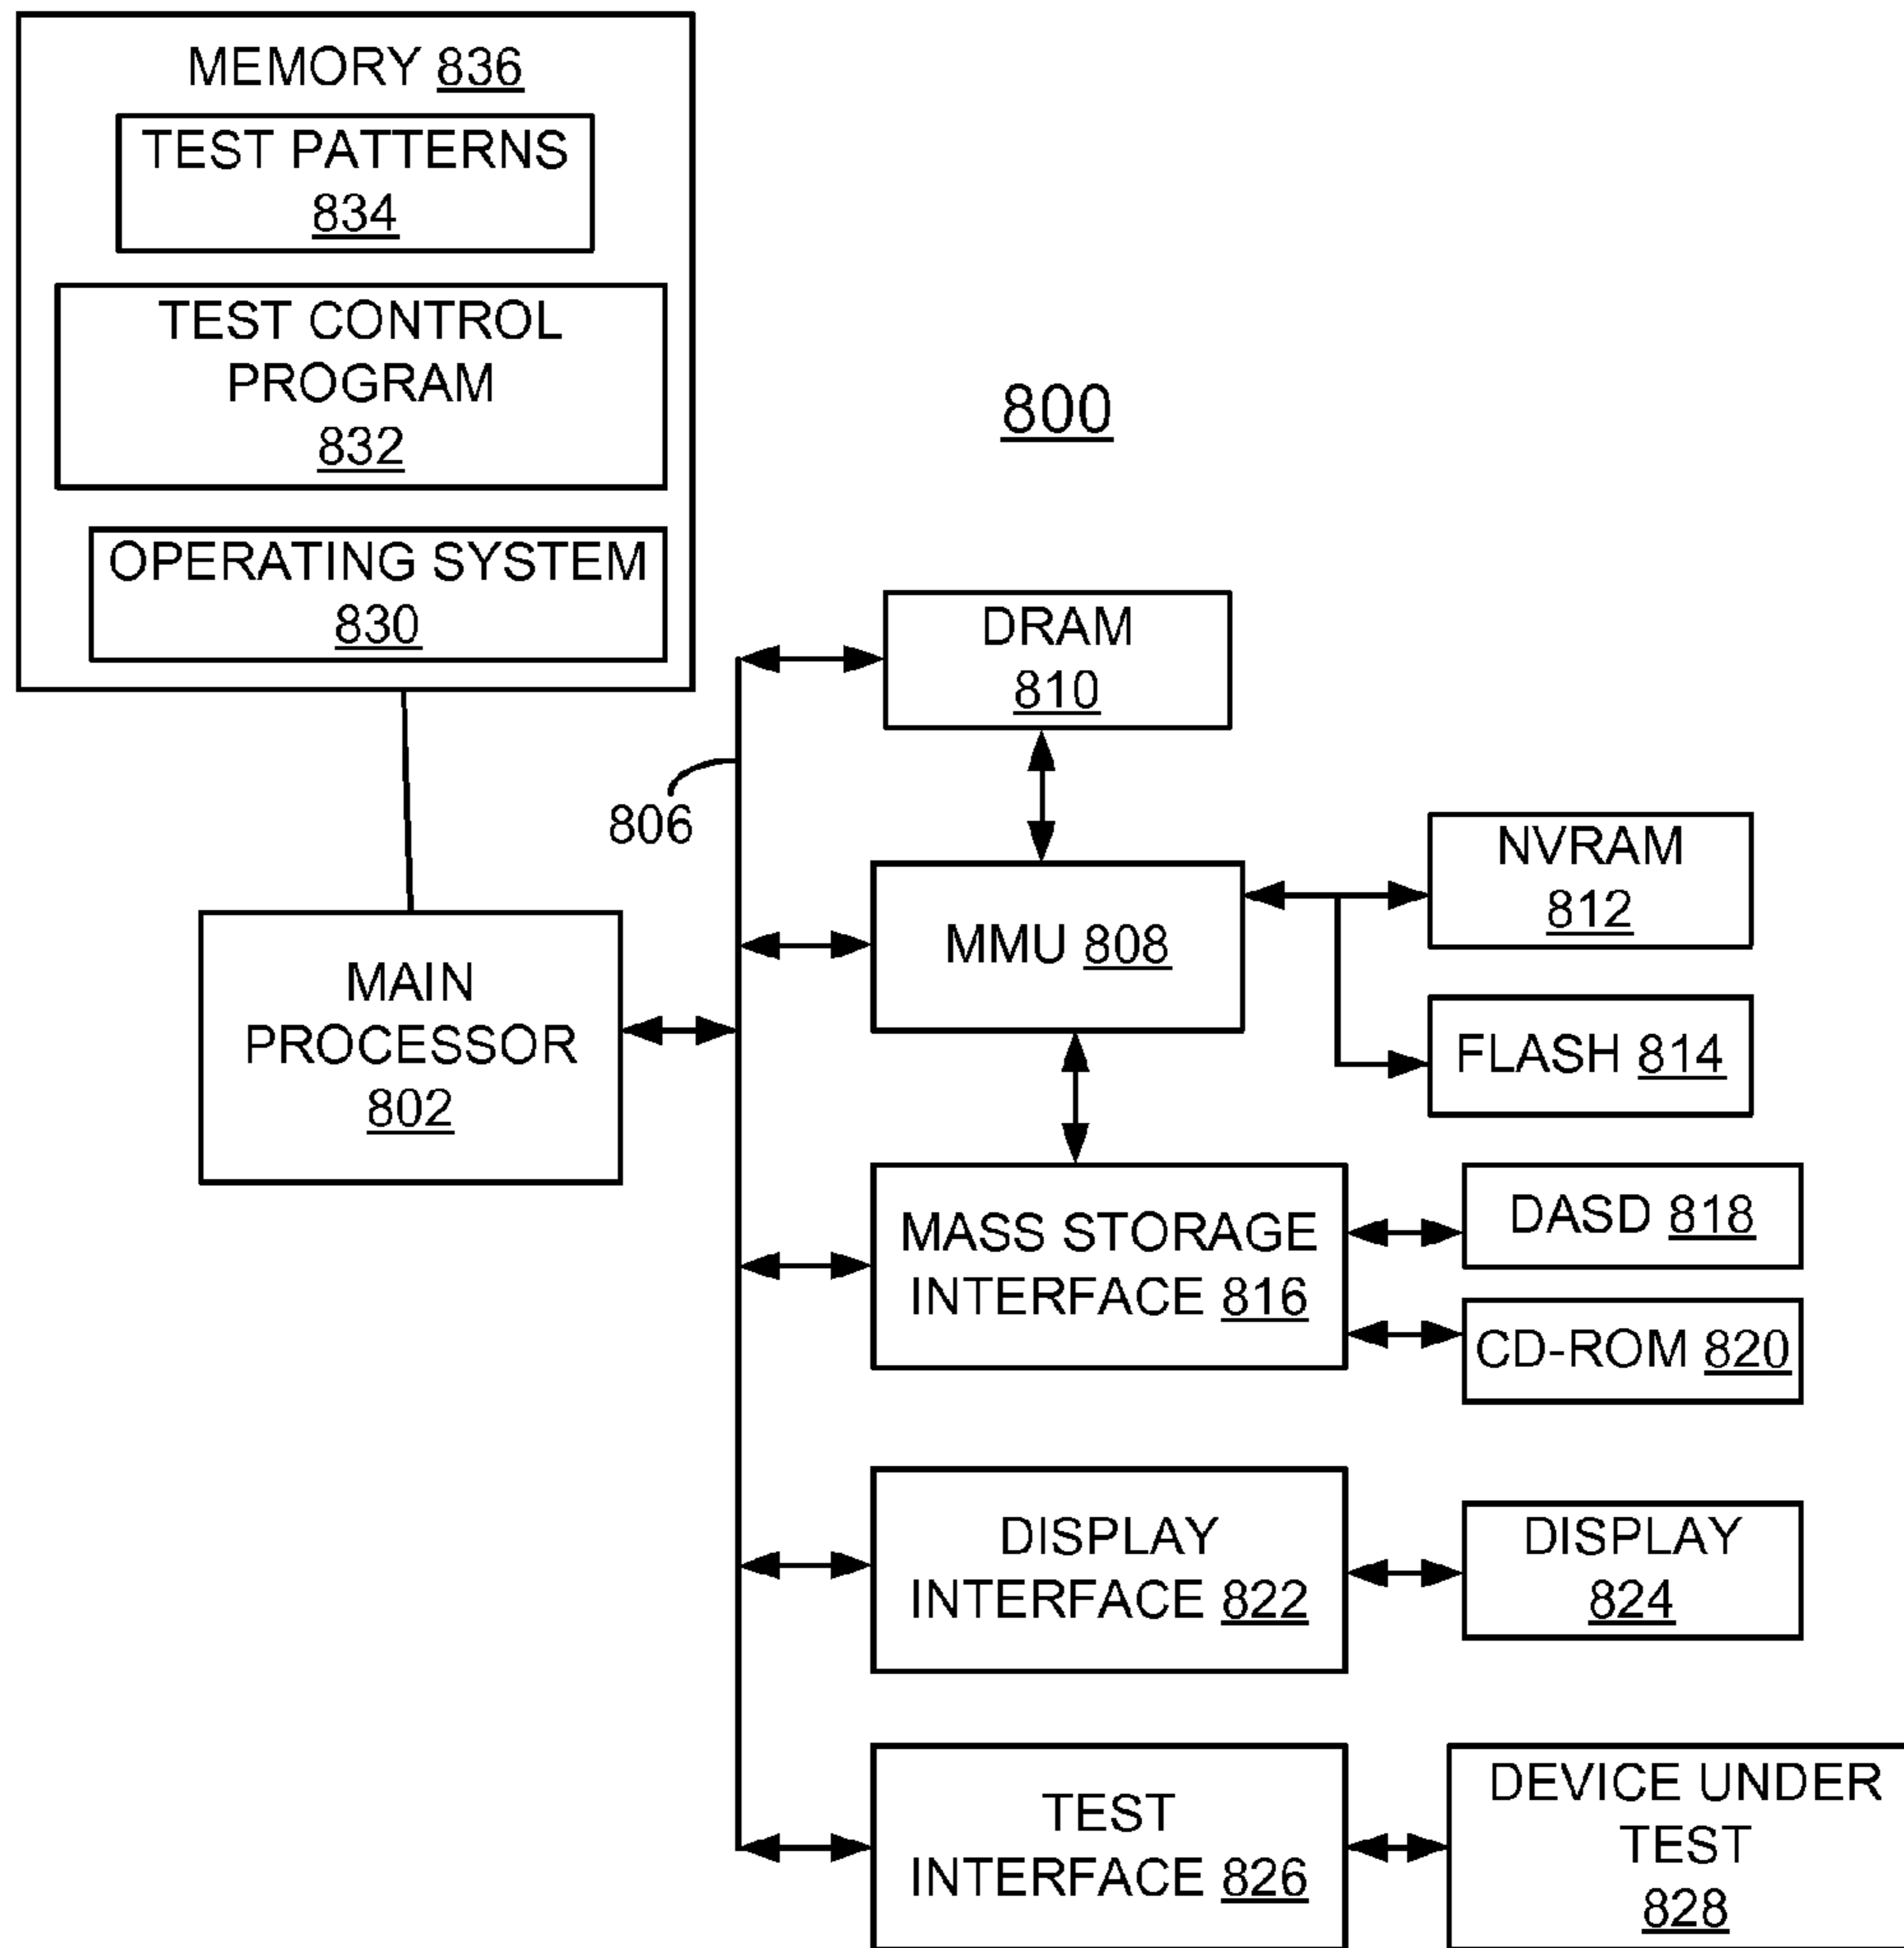 MEMORY 836
TEST PATTERNS
834
TEST CONTROL
PROGRAM
832
OPERATING SYSTEM
830
800
DRAM
810
806
NVRAM
812
MMU 808
MAIN
PROCESSOR
802
FLASH 814
MASS STORAGE
INTERFACE 816
DASD 818
CD-ROM 820
DISPLAY
INTERFACE 822
DISPLAY
824
TEST
INTERFACE 826
DEVICE UNDER
TEST
828